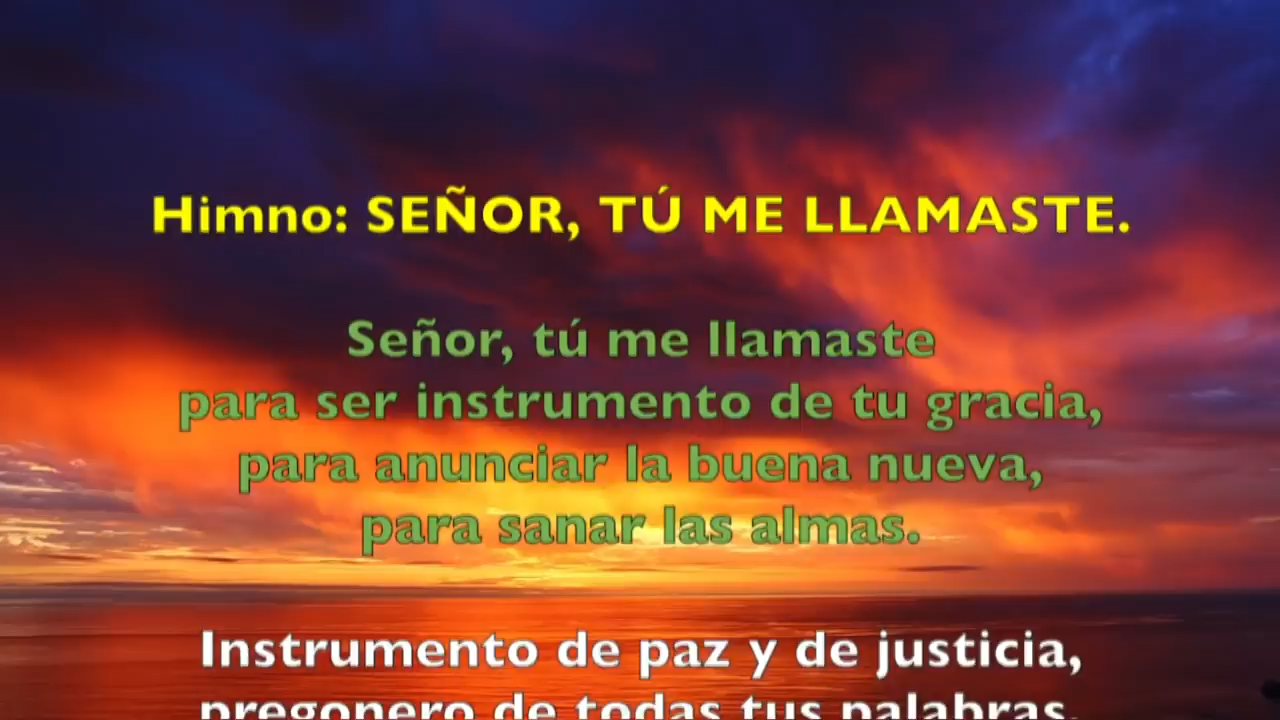 Himno: SEÑOR, TÚ ME LLAMASTE.
Señor, tú me llamaste
para ser instrumento de tu gracia,
para anunciar la buena nueva,
para sanar las almas.
Instrumento de paz y de justicia,
pregonero de todas tus palabras,